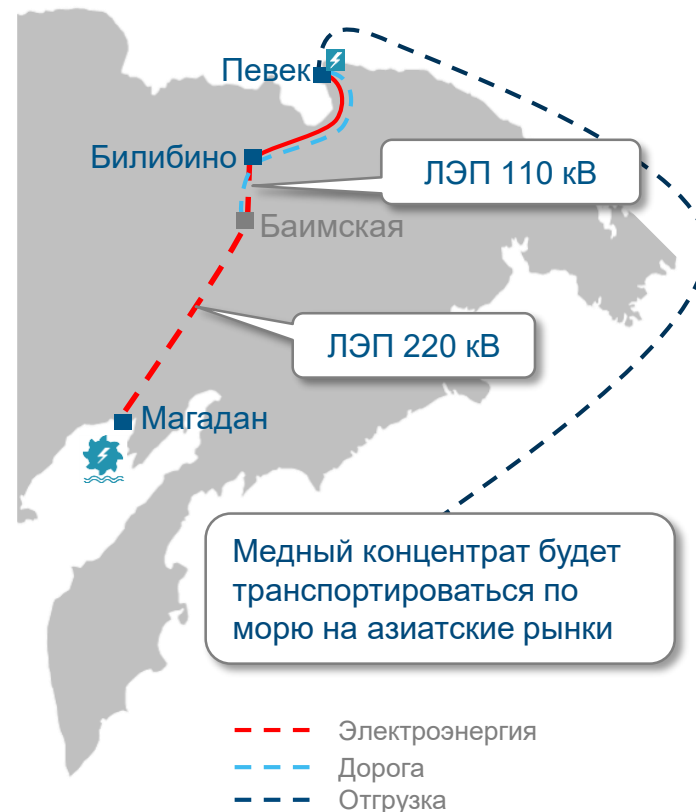 Певек
Билибино
ЛЭП 110 кВ
Баимская
ЛЭП 220 кВ
Магадан
Медный концентрат будет
транспортироваться по
морю на азиатские рынки
Электроэнергия
Дорога
Отгрузка